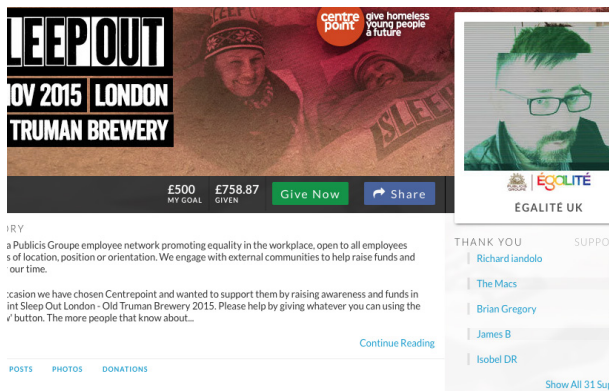 SLEEP OUT
NOV 2015 LONDON
TRUMAN BREWERY
centre
point
give homeless
young people
a future
SLEEP
£500
MY GOAL
£758.87
GIVEN
Give Now
Share
PUBLICIS
GROUPE
ÉGALITÉ
ÉGALITÉ UK
ORY
a Publicis Groupe employee network promoting equality in the workplace, open to all employees
s of location, position or orientation. We engage with external communities to help raise funds and
our time.
ccasion we have chosen Centrepoint and wanted to support them by raising awareness and funds in
int Sleep Out London - Old Truman Brewery 2015. Please help by giving whatever you can using the
w' button. The more people that know about...
Continue Reading
POSTS PHOTOS DONATIONS
THANK YOU SUPPO
Richard iandolo
The Macs
Brian Gregory
James B
Isobel DR
Show All 31 Sup